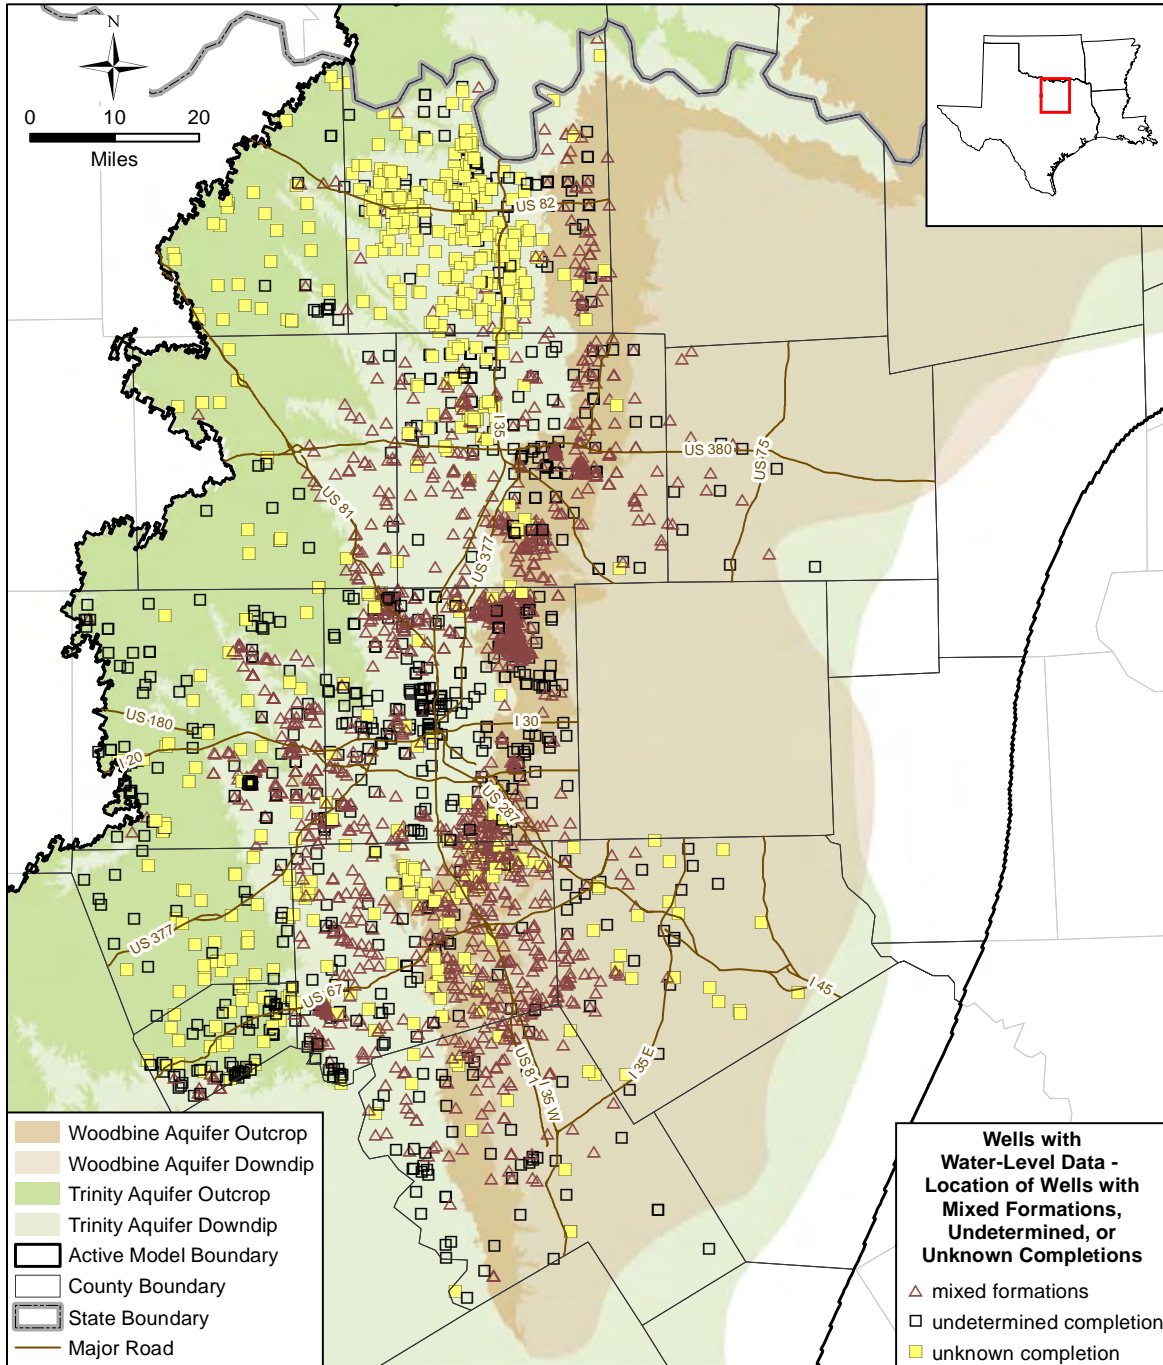 N
0 10 20
Miles
US 82
I 35
US 380
US 75
US 81
US 377
US 180
I 20
I 30
US 287
US 377
US 67
I 45
I 35 E
US81
I 35 W
Woodbine Aquifer Outcrop
Woodbine Aquifer Downdip
Trinity Aquifer Outcrop
Trinity Aquifer Downdip
Active Model Boundary
County Boundary
State Boundary
Major Road
Wells with
Water-Level Data -
Location of Wells with
Mixed Formations,
Undetermined, or
Unknown Completions
mixed formations
undetermined completion
unknown completion